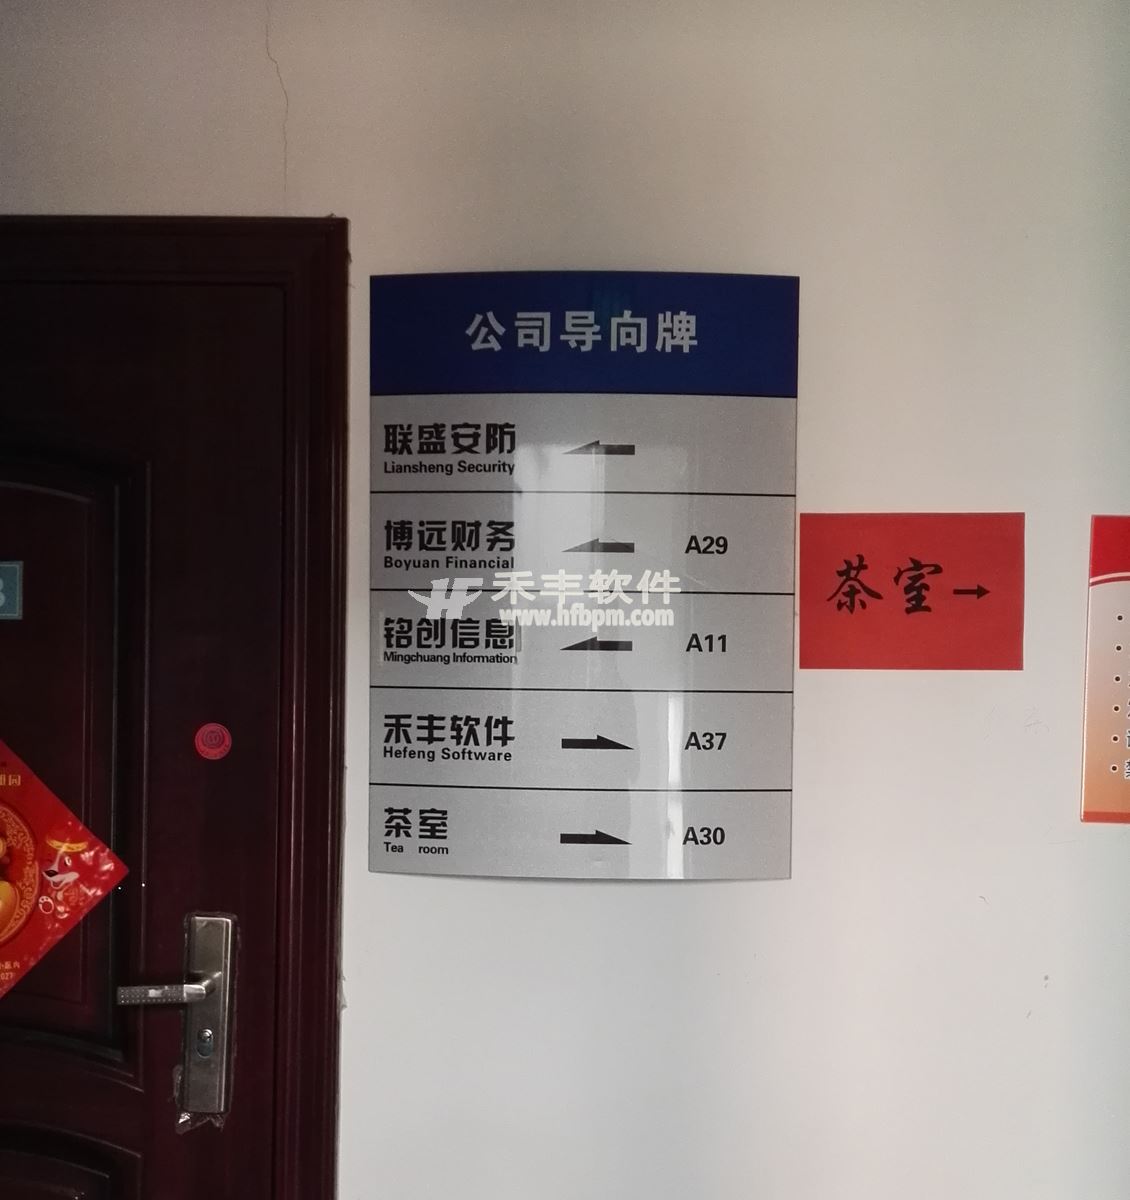 公司导向牌
联盛安防
Liansheng Security
博远财务
Boyuan Financial
A29
禾丰软件
www.hfbpm.com
铭创信息
Mingchuang Information
A11
禾丰软件
Hefeng Software
A37
茶室
Tea room
A30
茶室→